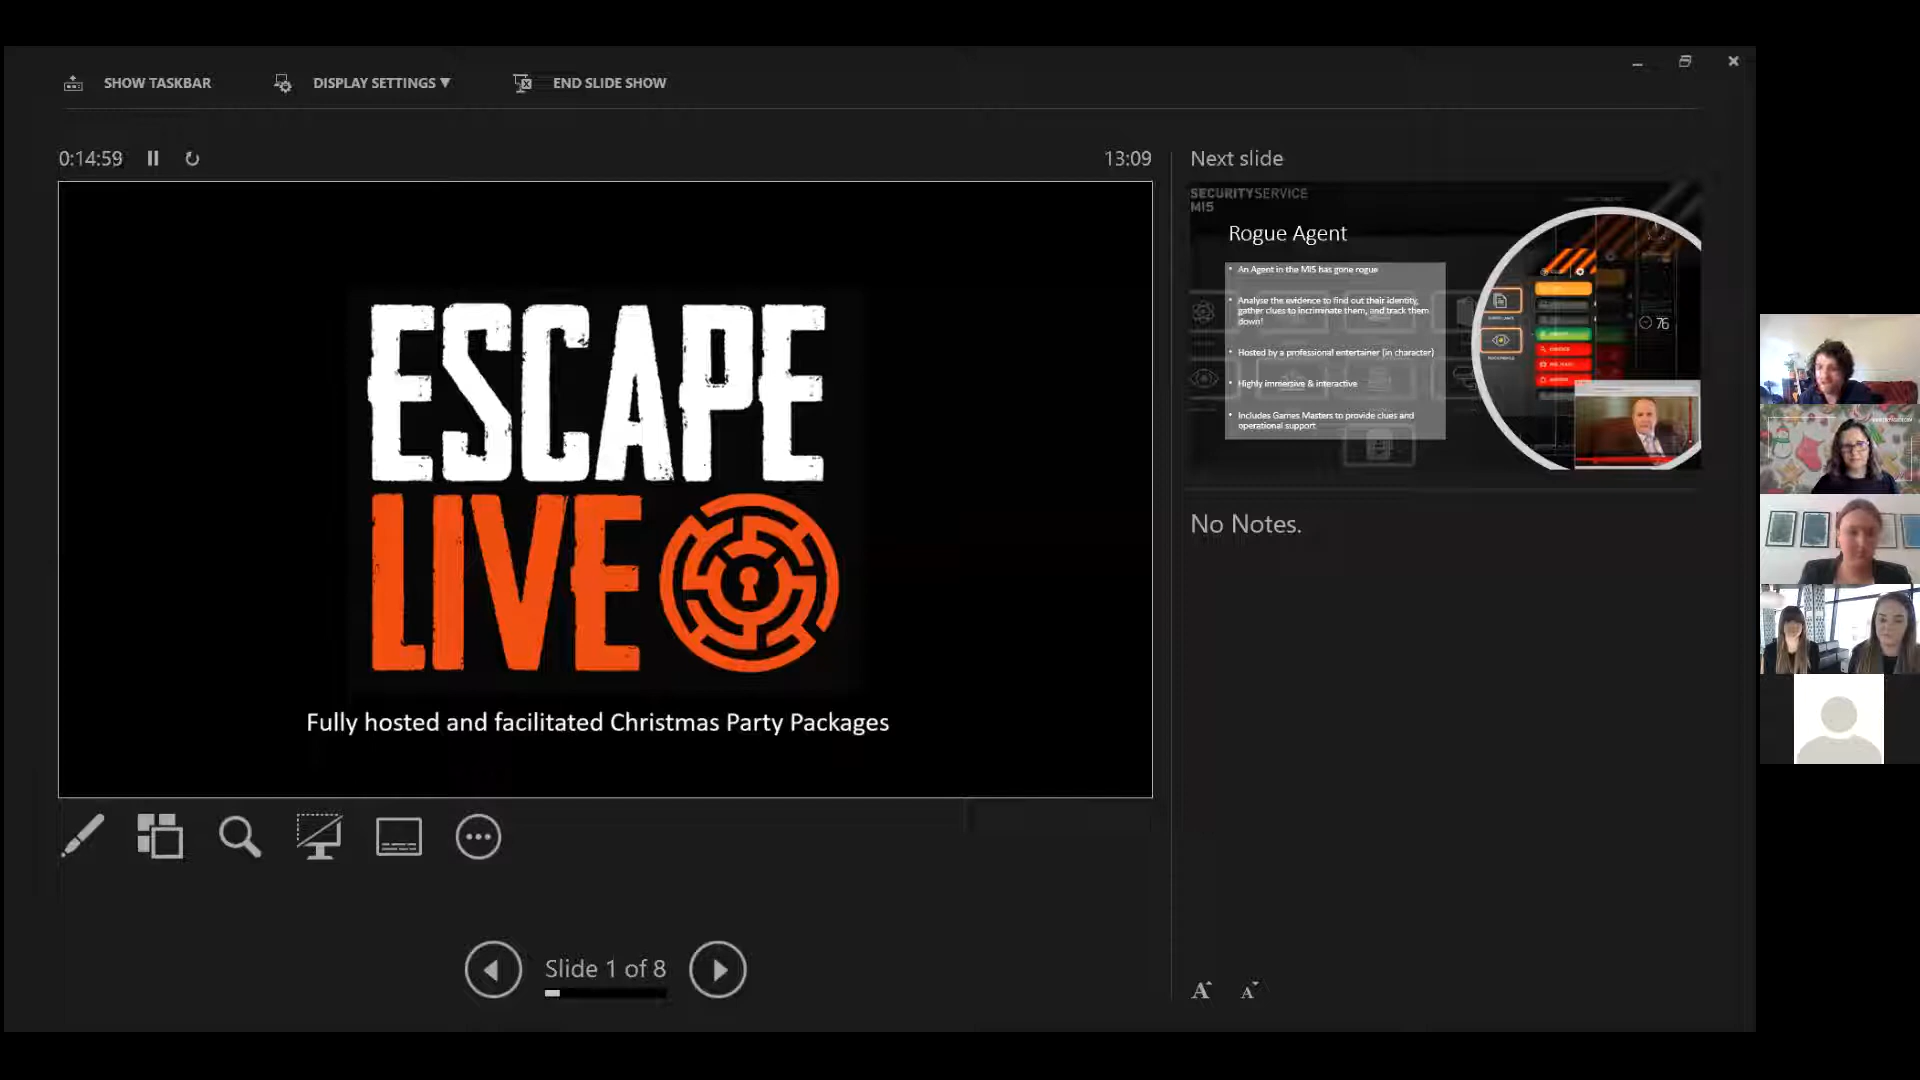 SHOW TASKBAR
DISPLAY SETTINGS ▼
END SLIDE SHOW
0:14:59
13:09
Next slide
ESCAPE
LIVE
Fully hosted and facilitated Christmas Party Packages
SECURITYSERVICE
MI5
Rogue Agent
• An Agent in the MI5 has gone rogue
• Analyse the evidence to find out their identity,
gather clues to incriminate them, and track them
down!
• Hosted by a professional entertainer (in character)
• Highly immersive & interactive
• Includes Games Masters to provide clues and
operational support
76
No Notes.
Slide 1 of 8
A
A